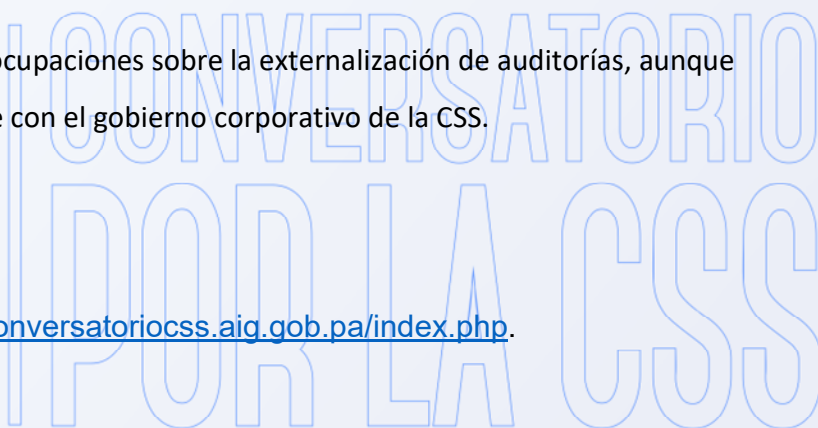 CONVERSATORIO
ocupaciones sobre la externalización de auditorías, aunque
e con el gobierno corporativo de la CSS.
POR LA CSS
onversatoriocss.aig.gob.pa/index.php.